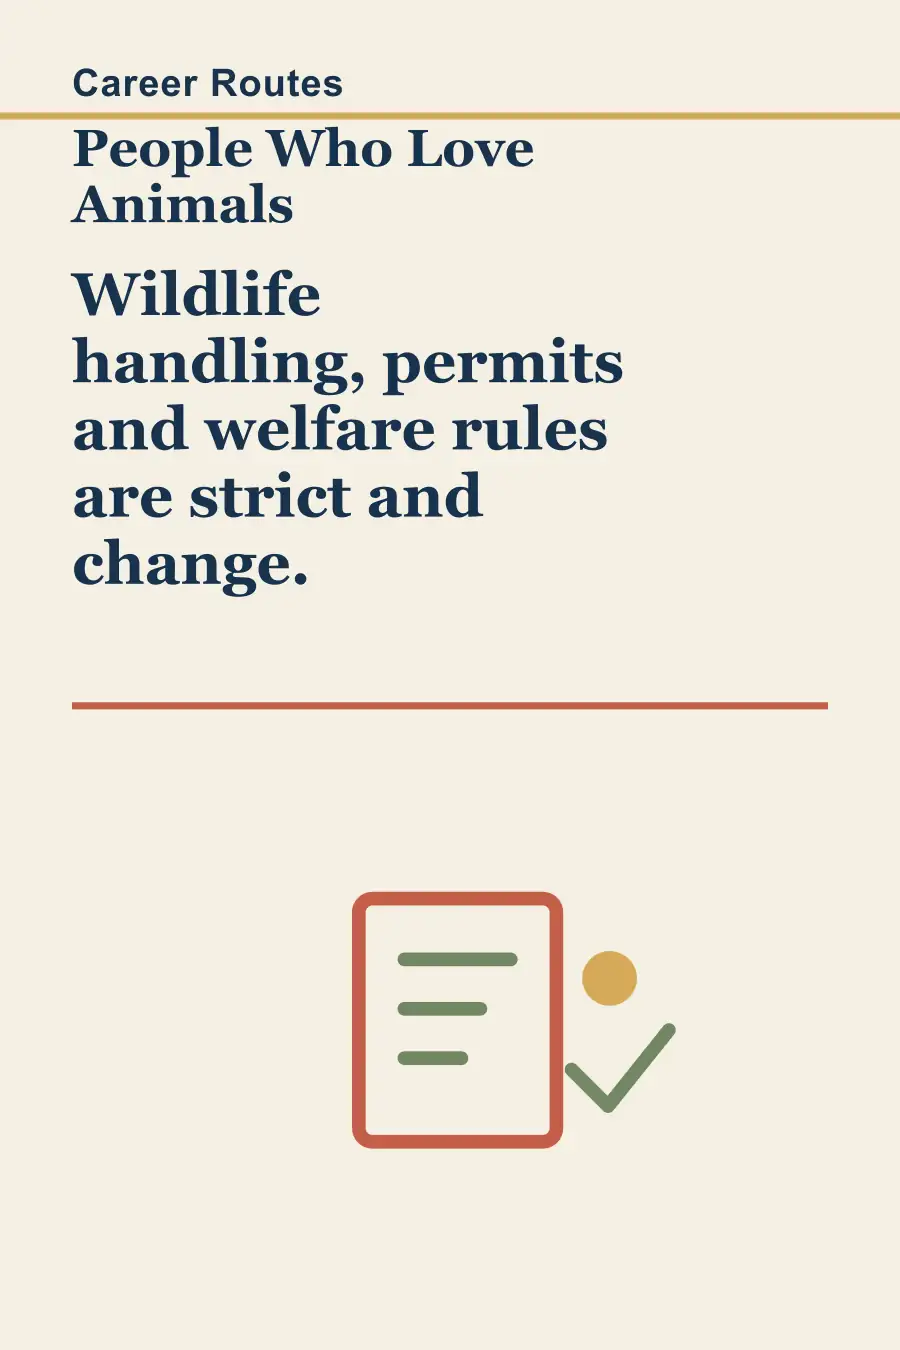 Career Routes
People Who Love
Animals
Wildlife
handling, permits
and welfare rules
are strict and
change.